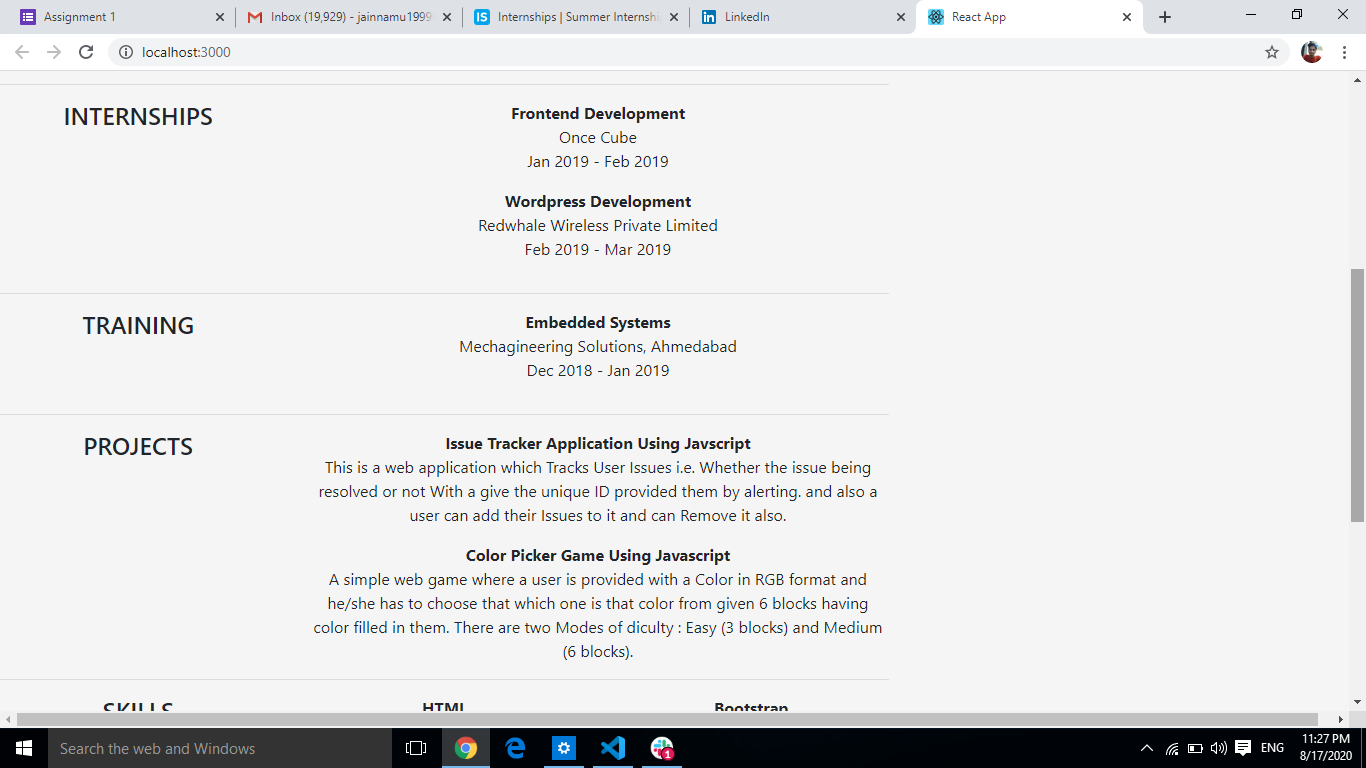 Assignment 1
Inbox (19,929) - jainnamu1999
IS
Internships | Summer Internshi
in
LinkedIn
React App
localhost:3000
INTERNSHIPS
Frontend Development
Once Cube
Jan 2019 - Feb 2019
Wordpress Development
Redwhale Wireless Private Limited
Feb 2019 - Mar 2019
TRAINING
Embedded Systems
Mechagineering Solutions, Ahmedabad
Dec 2018 - Jan 2019
PROJECTS
Issue Tracker Application Using Javscript
This is a web application which Tracks User Issues i.e. Whether the issue being
resolved or not With a give the unique ID provided them by alerting. and also a
user can add their Issues to it and can Remove it also.
Color Picker Game Using Javascript
A simple web game where a user is provided with a Color in RGB format and
he/she has to choose that which one is that color from given 6 blocks having
color filled in them. There are two Modes of diculty : Easy (3 blocks) and Medium
(6 blocks).
SKILLS
HTML
Bootstrap
Search the web and Windows
1
ENG
11:27 PM
8/17/2020